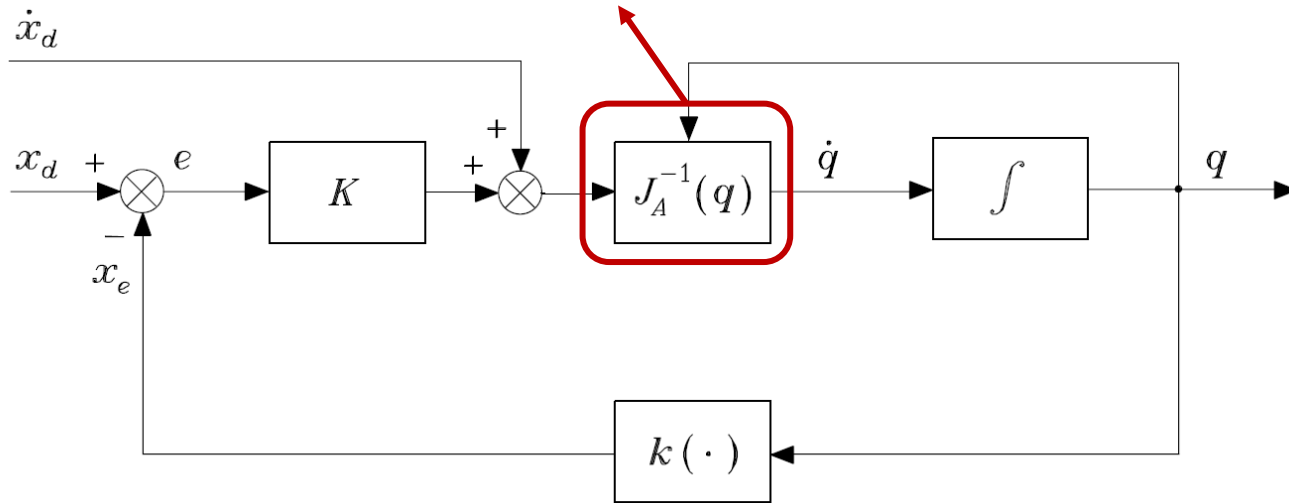 ẋ_d
+
x_d + e K + J_A^{-1}(q) q̇ ∫ q
−
x_e
k(·)